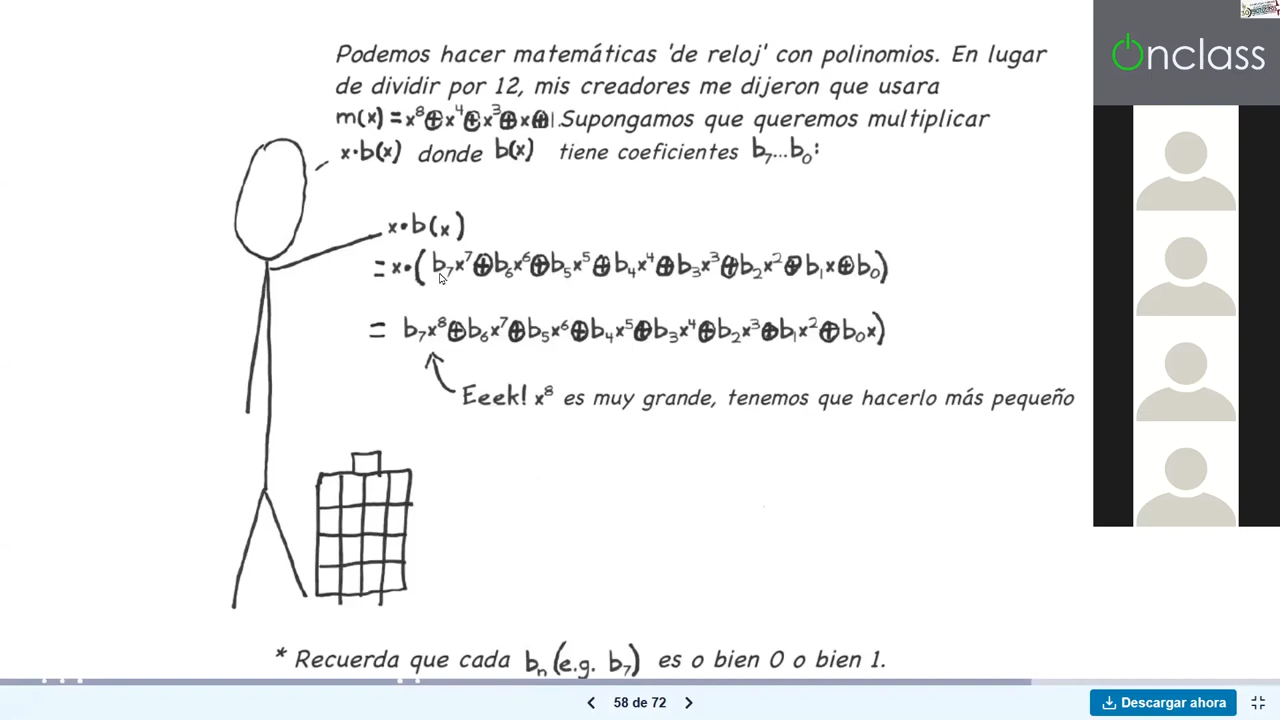 Onclass
Podemos hacer matemáticas 'de reloj' con polinomios. En lugar
de dividir por 12, mis creadores me dijeron que usara
m(x) = x⁸⊕x⁴⊕x³⊕x⊕1. Supongamos que queremos multiplicar
x•b(x) donde b(x) tiene coeficientes b₇...b₀:
x•b(x)
= x•(b₇x⁷⊕b₆x⁶⊕b₅x⁵⊕b₄x⁴⊕b₃x³⊕b₂x²⊕b₁x⊕b₀)
= b₇x⁸⊕b₆x⁷⊕b₅x⁶⊕b₄x⁵⊕b₃x⁴⊕b₂x³⊕b₁x²⊕b₀x)
Eeek! x⁸ es muy grande, tenemos que hacerlo más pequeño
* Recuerda que cada bₙ(e.g. b₇) es o bien 0 o bien 1.
58 de 72
Descargar ahora